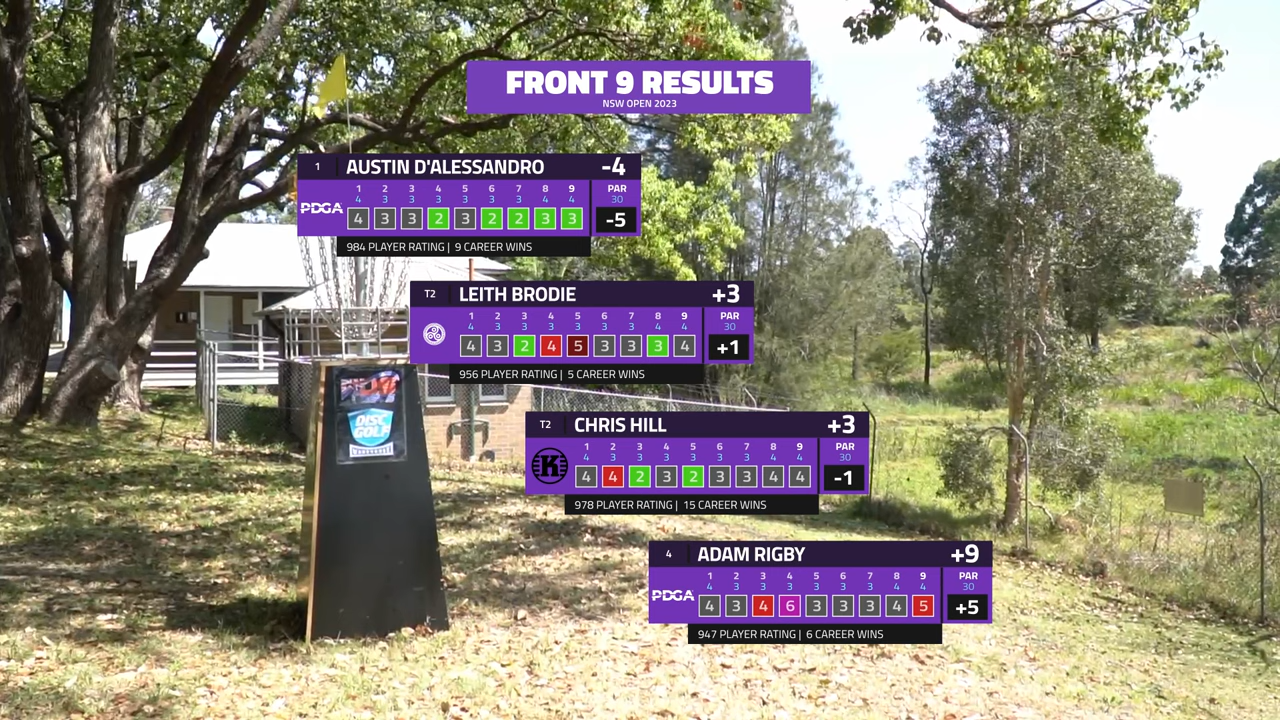 FRONT 9 RESULTS
NSW OPEN 2023
1 AUSTIN D'ALESSANDRO -4
1 2 3 4 5 6 7 8 9 PAR
4 3 3 3 3 3 3 4 4 30
PDGA 4 3 3 2 3 2 2 3 3 -5
984 PLAYER RATING | 9 CAREER WINS
T2 LEITH BRODIE +3
1 2 3 4 5 6 7 8 9 PAR
4 3 3 3 3 3 3 4 4 30
4 3 2 4 5 3 3 3 4 +1
956 PLAYER RATING | 5 CAREER WINS
T2 CHRIS HILL +3
1 2 3 4 5 6 7 8 9 PAR
4 3 3 3 3 3 3 4 4 30
K 4 4 2 3 2 3 3 4 4 -1
978 PLAYER RATING | 15 CAREER WINS
4 ADAM RIGBY +9
1 2 3 4 5 6 7 8 9 PAR
4 3 3 3 3 3 3 4 4 30
PDGA 4 3 4 6 3 3 3 4 5 +5
947 PLAYER RATING | 6 CAREER WINS
DISC
GOLF